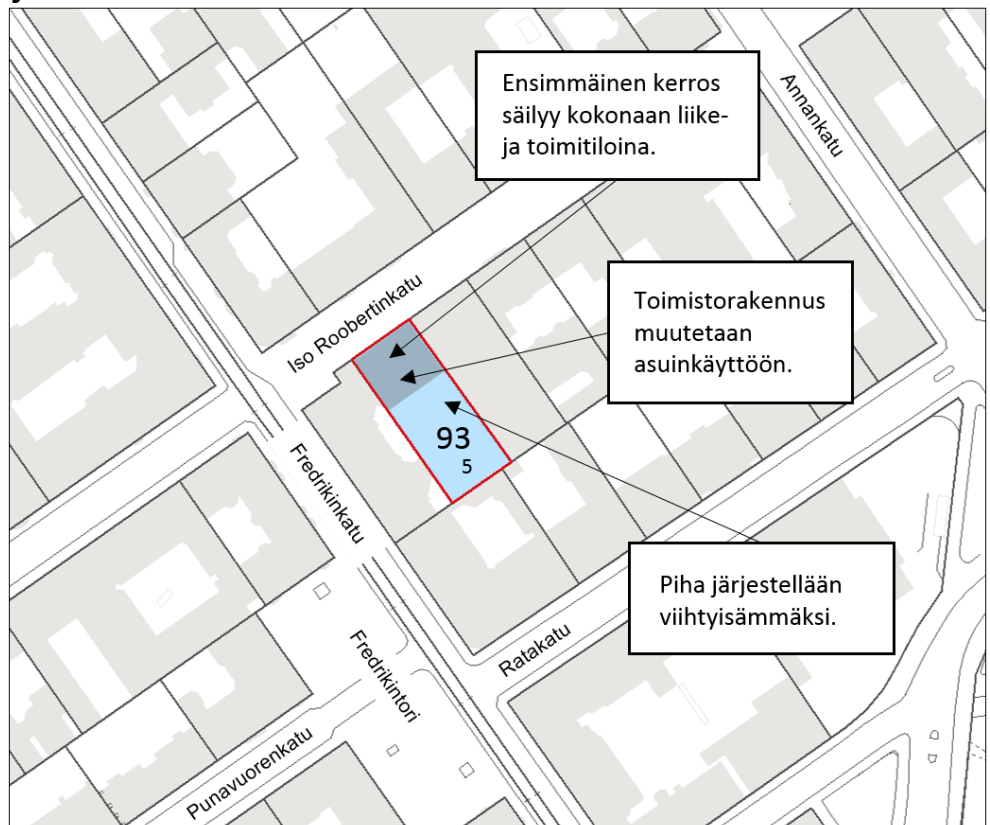 Ensimmäinen kerros
säilyy kokonaan liike-
ja toimitiloina.
Annankatu
Iso Roobertinkatu
Toimistorakennus
muutetaan
asuinkäyttöön.
93
5
Fredrikinkatu
Piha järjestellään
viihtyisämmäksi.
Ratakatu
Fredrikintori
Punavuorenkatu